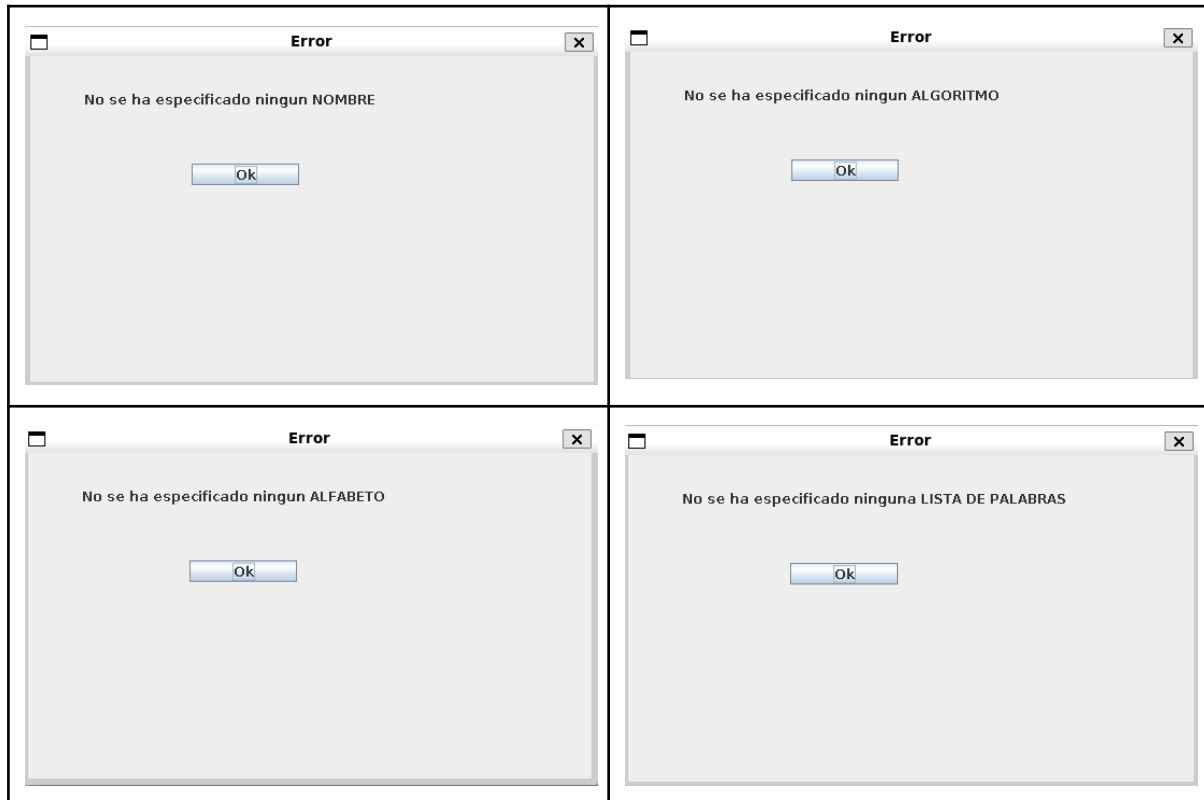 Error
No se ha especificado ningun NOMBRE
Ok
Error
No se ha especificado ningun ALGORITMO
Ok
Error
No se ha especificado ningun ALFABETO
Ok
Error
No se ha especificado ninguna LISTA DE PALABRAS
Ok